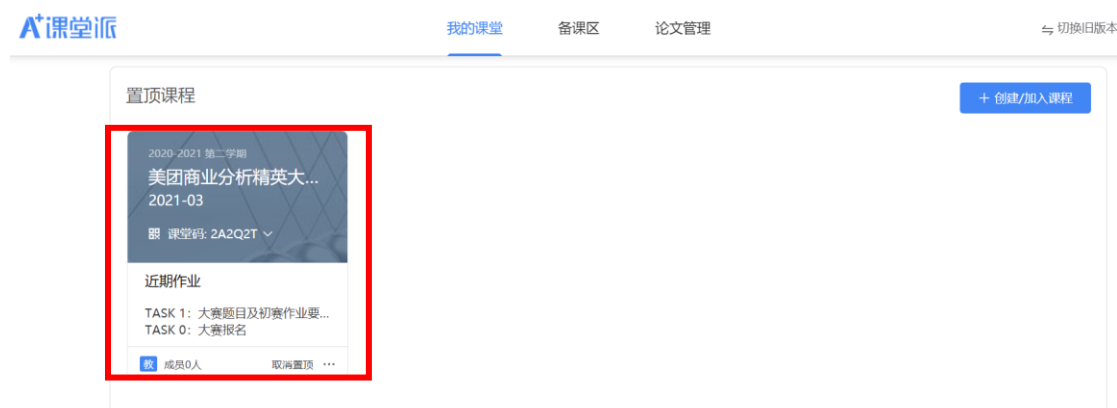 A+课堂派
我的课堂 备课区 论文管理
切换旧版本
置顶课程
+ 创建/加入课程
2020-2021 第二学期
美团商业分析精英大...
2021-03
课堂码: 2A2Q2T
近期作业
TASK 1: 大赛题目及初赛作业要...
TASK 0: 大赛报名
教 成员0人 取消置顶 ...